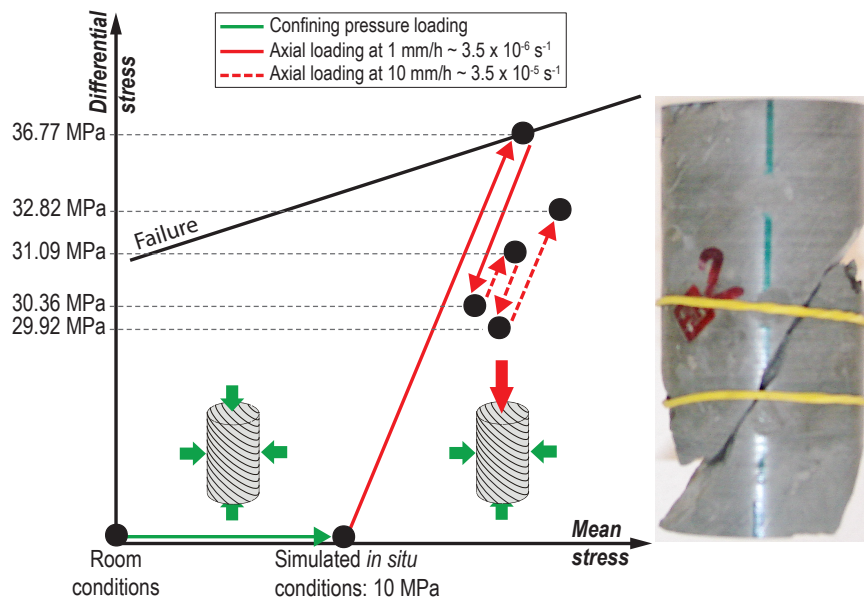 Confining pressure loading
Axial loading at 1 mm/h ~ 3.5 x 10⁻⁶ s⁻¹
Axial loading at 10 mm/h ~ 3.5 x 10⁻⁵ s⁻¹
Differential
stress
36.77 MPa
32.82 MPa
31.09 MPa
30.36 MPa
29.92 MPa
Failure
Mean
stress
Room
conditions
Simulated in situ
conditions: 10 MPa